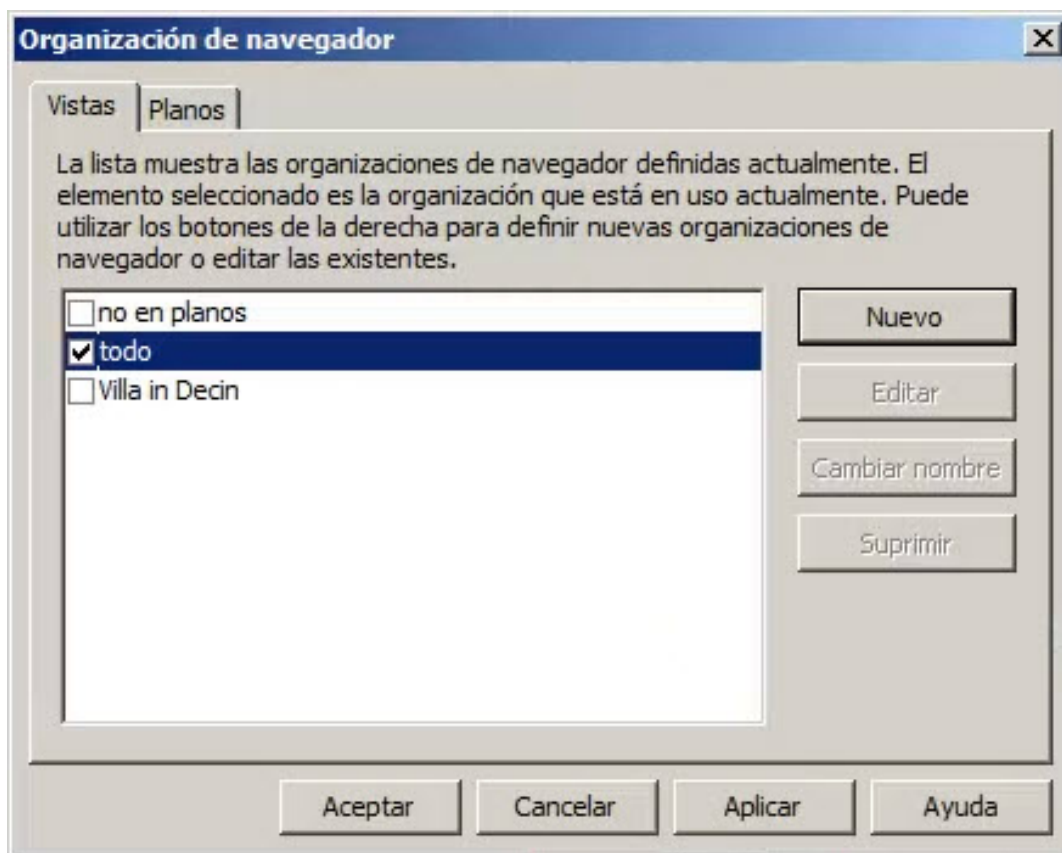 Organización de navegador
Vistas
Planos
La lista muestra las organizaciones de navegador definidas actualmente. El
elemento seleccionado es la organización que está en uso actualmente. Puede
utilizar los botones de la derecha para definir nuevas organizaciones de
navegador o editar las existentes.
no en planos
todo
Villa in Decin
Nuevo
Editar
Cambiar nombre
Suprimir
Aceptar
Cancelar
Aplicar
Ayuda